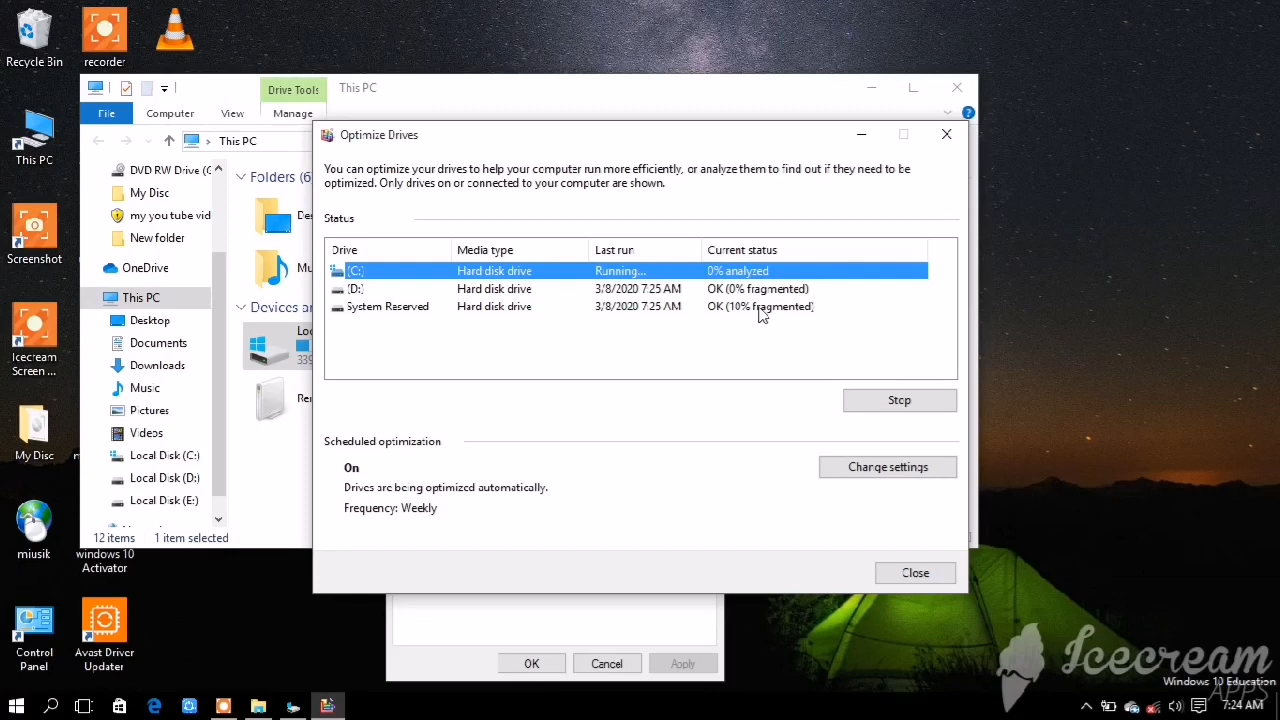 Recycle Bin
recorder
This PC
Screenshot
Icecream
Screen ...
My Disc
miusik
windows 10
Activator
Control
Panel
Avast Driver
Updater
Drive Tools
This PC
File
Computer
View
Manage
This PC
DVD RW Drive (
My Disc
my you tube vid
New folder
OneDrive
This PC
Desktop
Documents
Downloads
Music
Pictures
Videos
Local Disk (C:)
Local Disk (D:)
Local Disk (E:)
Folders (6
Des
Mu
Devices a
Loc
339
Re
12 items
1 item selected
Optimize Drives
You can optimize your drives to help your computer run more efficiently, or analyze them to find out if they need to be
optimized. Only drives on or connected to your computer are shown.
Status
Drive Media type Last run Current status
(C:) Hard disk drive Running... 0% analyzed
(D:) Hard disk drive 3/8/2020 7:25 AM OK (0% fragmented)
System Reserved Hard disk drive 3/8/2020 7:25 AM OK (10% fragmented)
Stop
Scheduled optimization
On
Change settings
Drives are being optimized automatically.
Frequency: Weekly
Close
OK
Cancel
Apply
Icecream
APPS
Windows 10 Education
7:24 AM